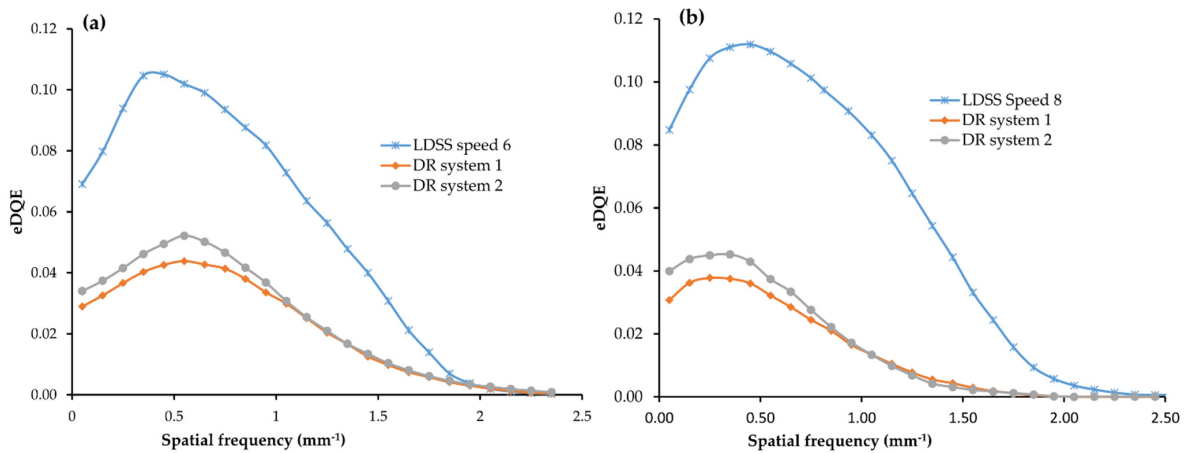 (a)
0.12
0.10
0.08
0.06
0.04
0.02
0.00
eDQE
0 0.5 1 1.5 2 2.5
Spatial frequency (mm-1)
LDSS speed 6
DR system 1
DR system 2
(b)
0.12
0.10
0.08
0.06
0.04
0.02
0.00
eDQE
0.00 0.50 1.00 1.50 2.00 2.50
Spatial frequency (mm-1)
LDSS Speed 8
DR system 1
DR system 2